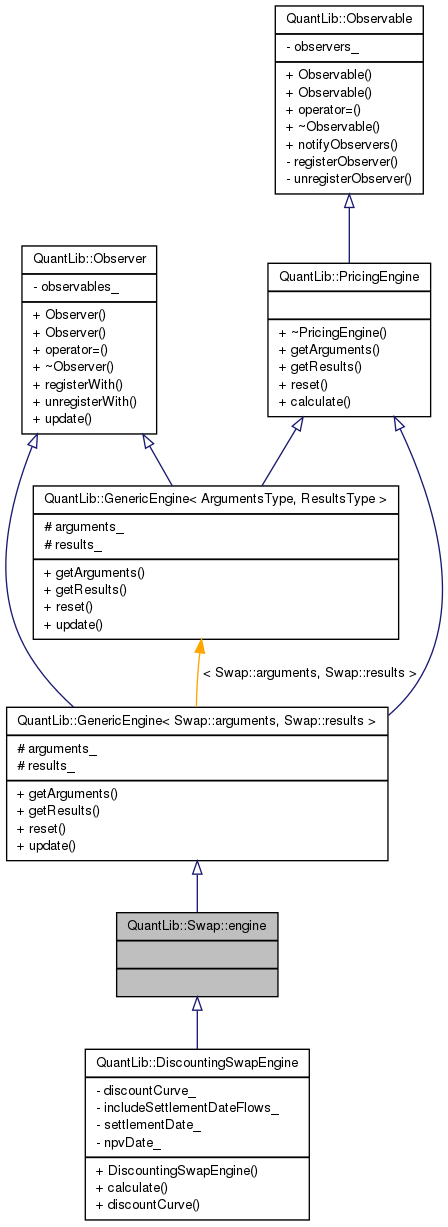 QuantLib::Observable
- observers_
+ Observable()
+ Observable()
+ operator=()
+ ~Observable()
+ notifyObservers()
- registerObserver()
- unregisterObserver()
QuantLib::Observer
- observables_
+ Observer()
+ Observer()
+ operator=()
+ ~Observer()
+ registerWith()
+ unregisterWith()
+ update()
QuantLib::PricingEngine
+ ~PricingEngine()
+ getArguments()
+ getResults()
+ reset()
+ calculate()
QuantLib::GenericEngine< ArgumentsType, ResultsType >
# arguments_
# results_
+ getArguments()
+ getResults()
+ reset()
+ update()
< Swap::arguments, Swap::results >
QuantLib::GenericEngine< Swap::arguments, Swap::results >
# arguments_
# results_
+ getArguments()
+ getResults()
+ reset()
+ update()
QuantLib::Swap::engine
QuantLib::DiscountingSwapEngine
- discountCurve_
- includeSettlementDateFlows_
- settlementDate_
- npvDate_
+ DiscountingSwapEngine()
+ calculate()
+ discountCurve()